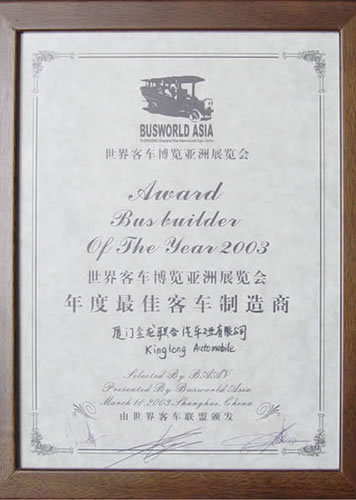 BUSWORLD ASIA
世界客车博览亚洲展览会
Award
Bus builder
Of The Year 2003
世界客车博览亚洲展览会
年度最佳客车制造商
厦门金龙联合汽车工业有限公司
Kinglong Automobile
Selected By BAAV
Presented By Busworld Asia
March 18, 2003 Shanghai, China
由世界客车联盟颁发